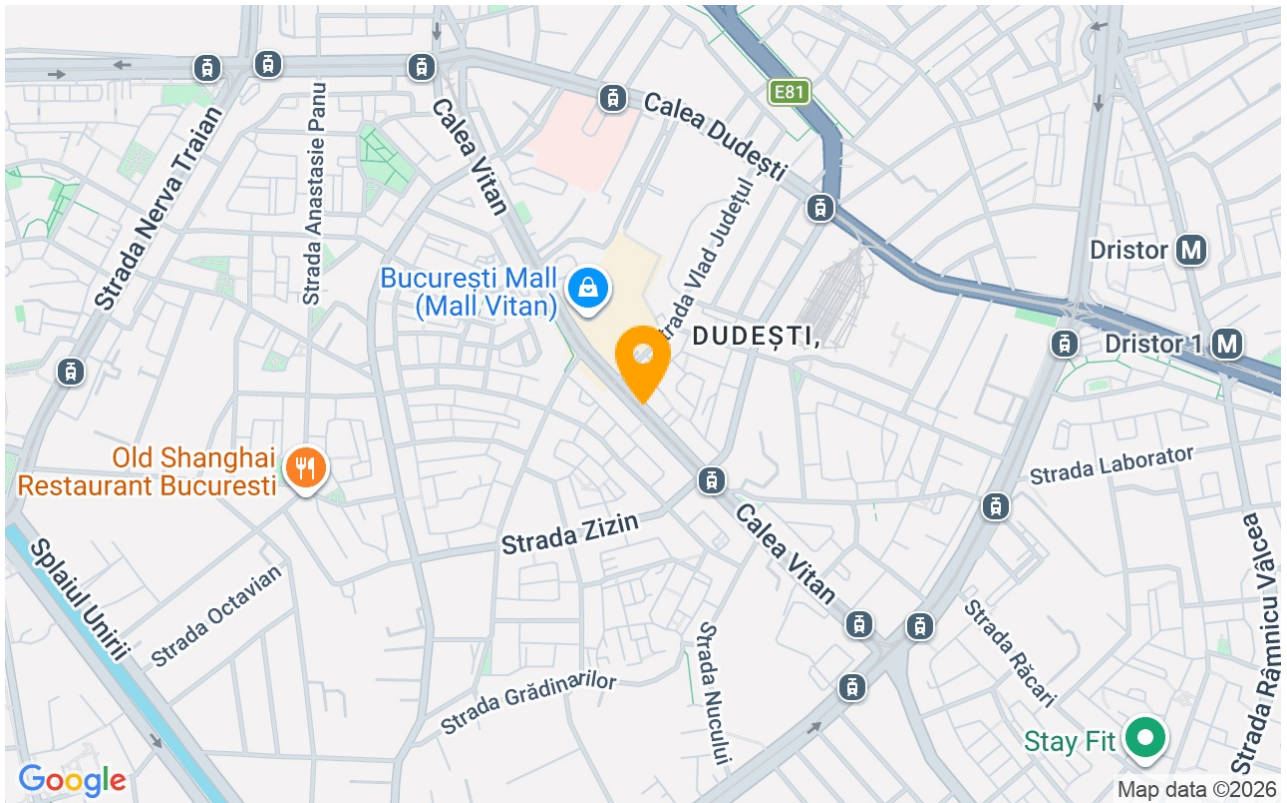 E81
Calea Dudești
Calea Vitan
Strada Nerva Traian
Strada Anastasie Panu
Strada Vlad Județul
Dristor M
București Mall
(Mall Vitan)
DUDEȘTI,
Dristor 1 M
Old Shanghai
Restaurant Bucuresti
Strada Laborator
Strada Zizin
Calea Vitan
Splaiul Unirii
Strada Octavian
Strada Râmnicu Vâlcea
Strada Răcari
Strada Nucului
Strada Grădinarilor
Stay Fit
Google
Map data ©2026